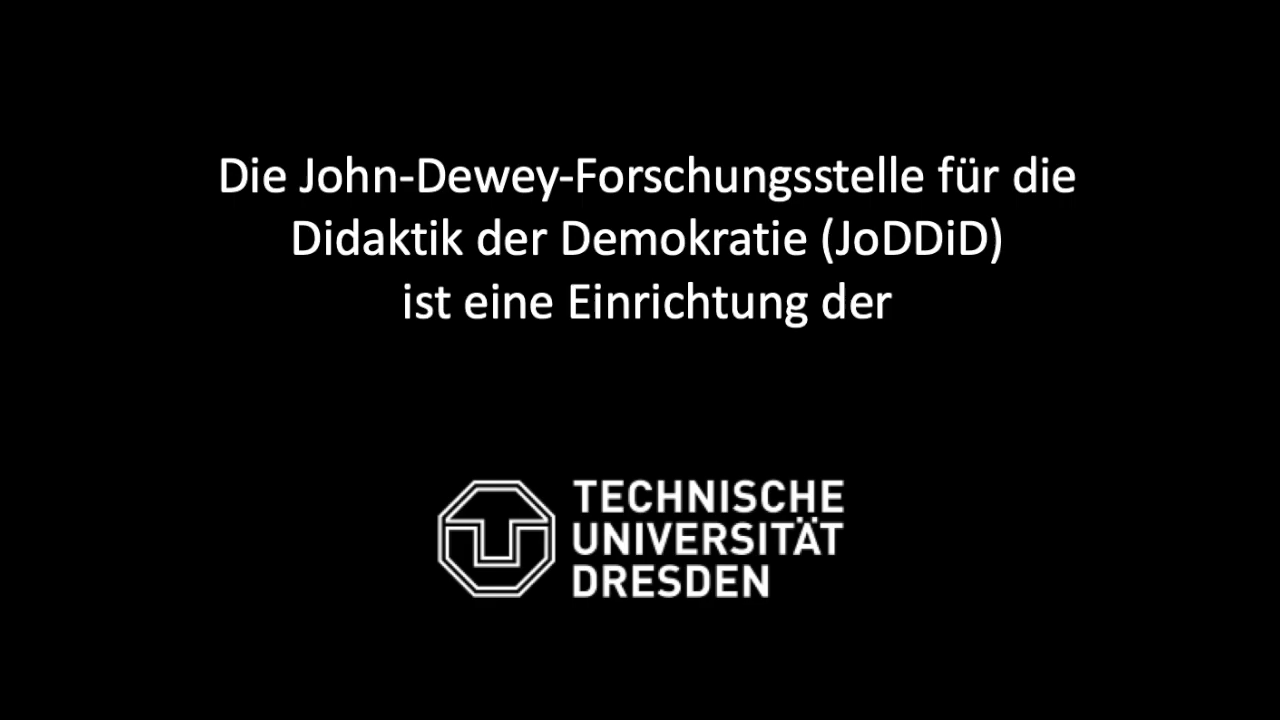 Die John-Dewey-Forschungsstelle für die
Didaktik der Demokratie (JoDDiD)
ist eine Einrichtung der
TECHNISCHE
UNIVERSITÄT
DRESDEN